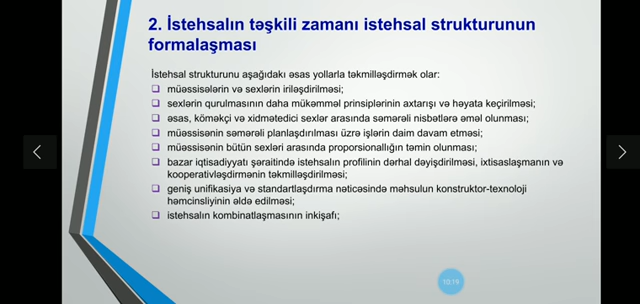 2. İstehsalın təşkili zamanı istehsal strukturunun
formalaşması
İstehsal strukturunu aşağıdakı əsas yollarla təkmilləşdirmək olar:
müəssisələrin və sexlərin iriləşdirilməsi;
sexlərin qurulmasının daha mükəmməl prinsiplərinin axtarışı və həyata keçirilməsi;
əsas, köməkçi və xidmətedici sexlər arasında səmərəli nisbətlərə əməl olunması;
müəssisənin səmərəli planlaşdırılması üzrə işlərin daim davam etməsi;
müəssisənin bütün sexləri arasında proporsionallığın təmin olunması;
bazar iqtisadiyyatı şəraitində istehsalın profilinin dərhal dəyişdirilməsi, ixtisaslaşmanın və
kooperativləşdirmənin təkmilləşdirilməsi;
geniş unifikasiya və standartlaşdırma nəticəsində məhsulun konstruktor-texnoloji
həmcinsliyinin əldə edilməsi;
istehsalın kombinatlaşmasının inkişafı;
10:19